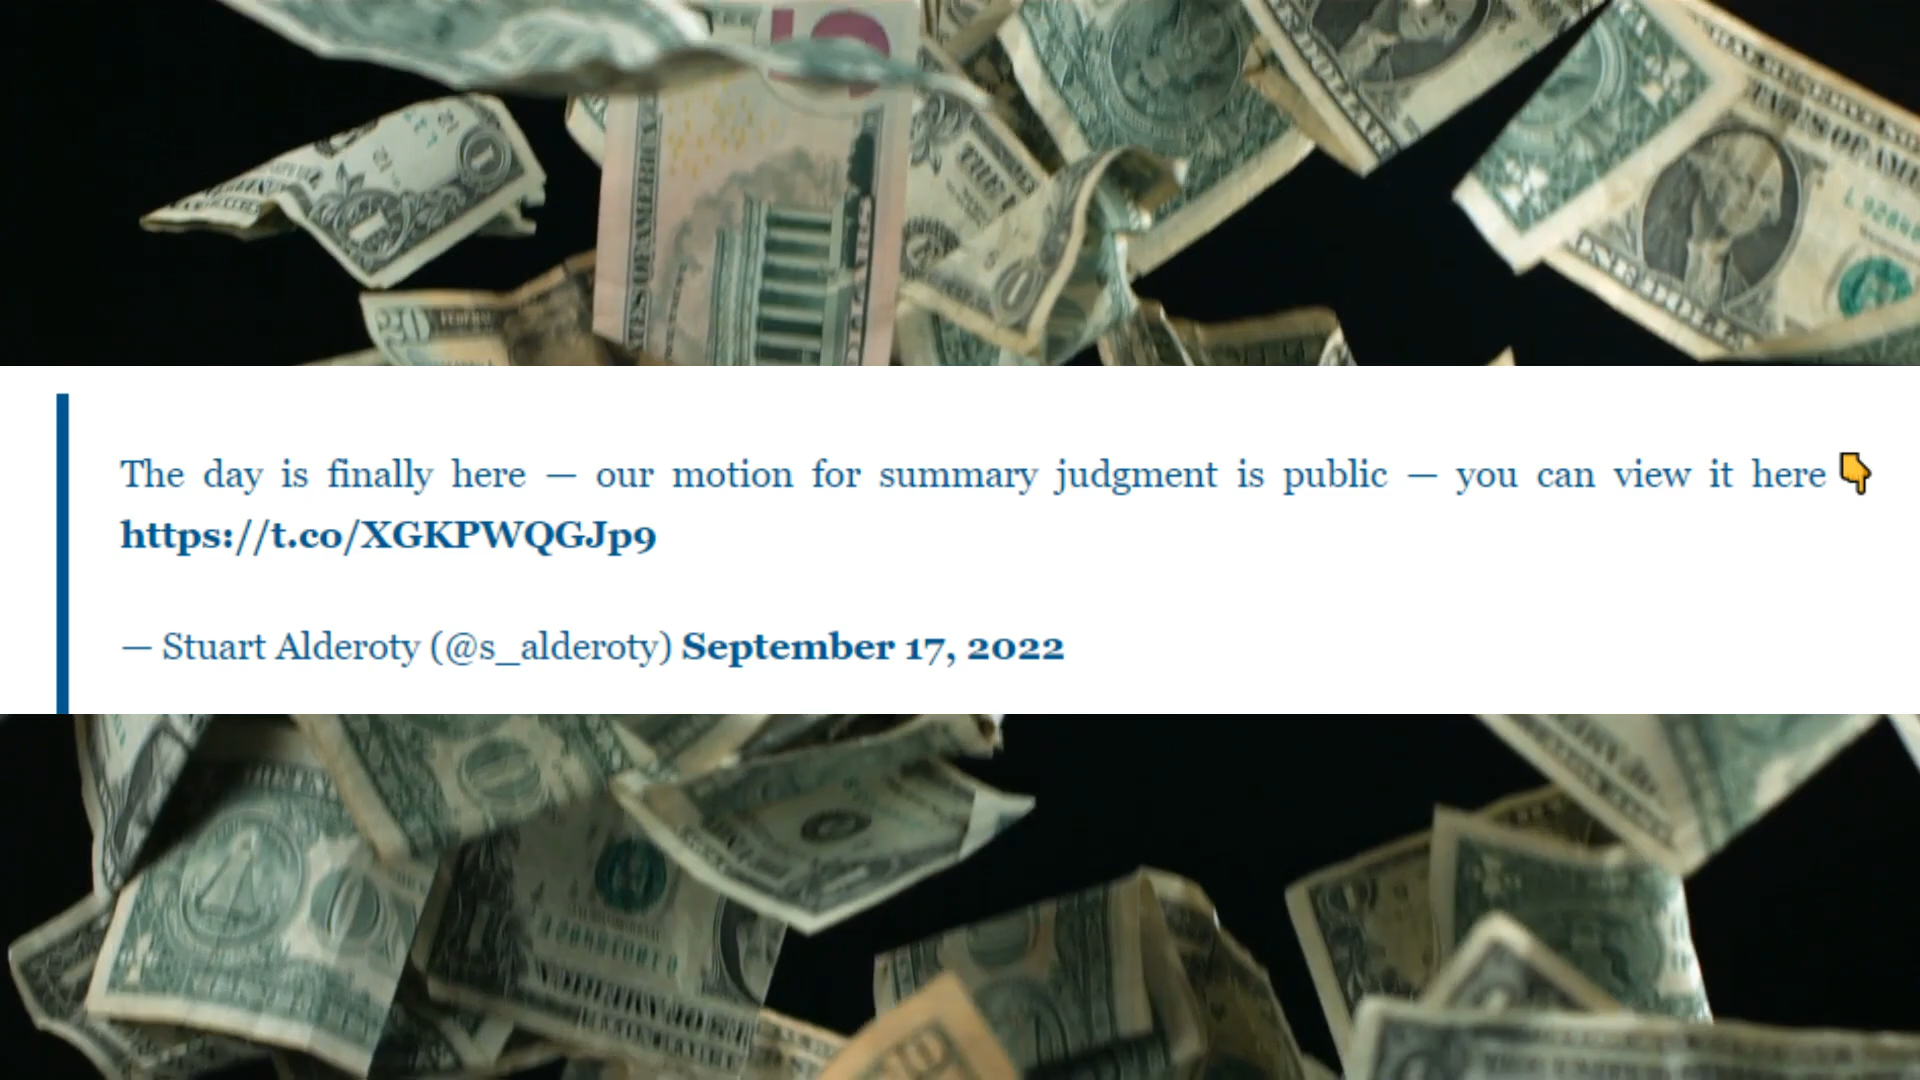 The day is finally here — our motion for summary judgment is public — you can view it here👇
https://t.co/XGKPWQGJp9
— Stuart Alderoty (@s_alderoty) September 17, 2022